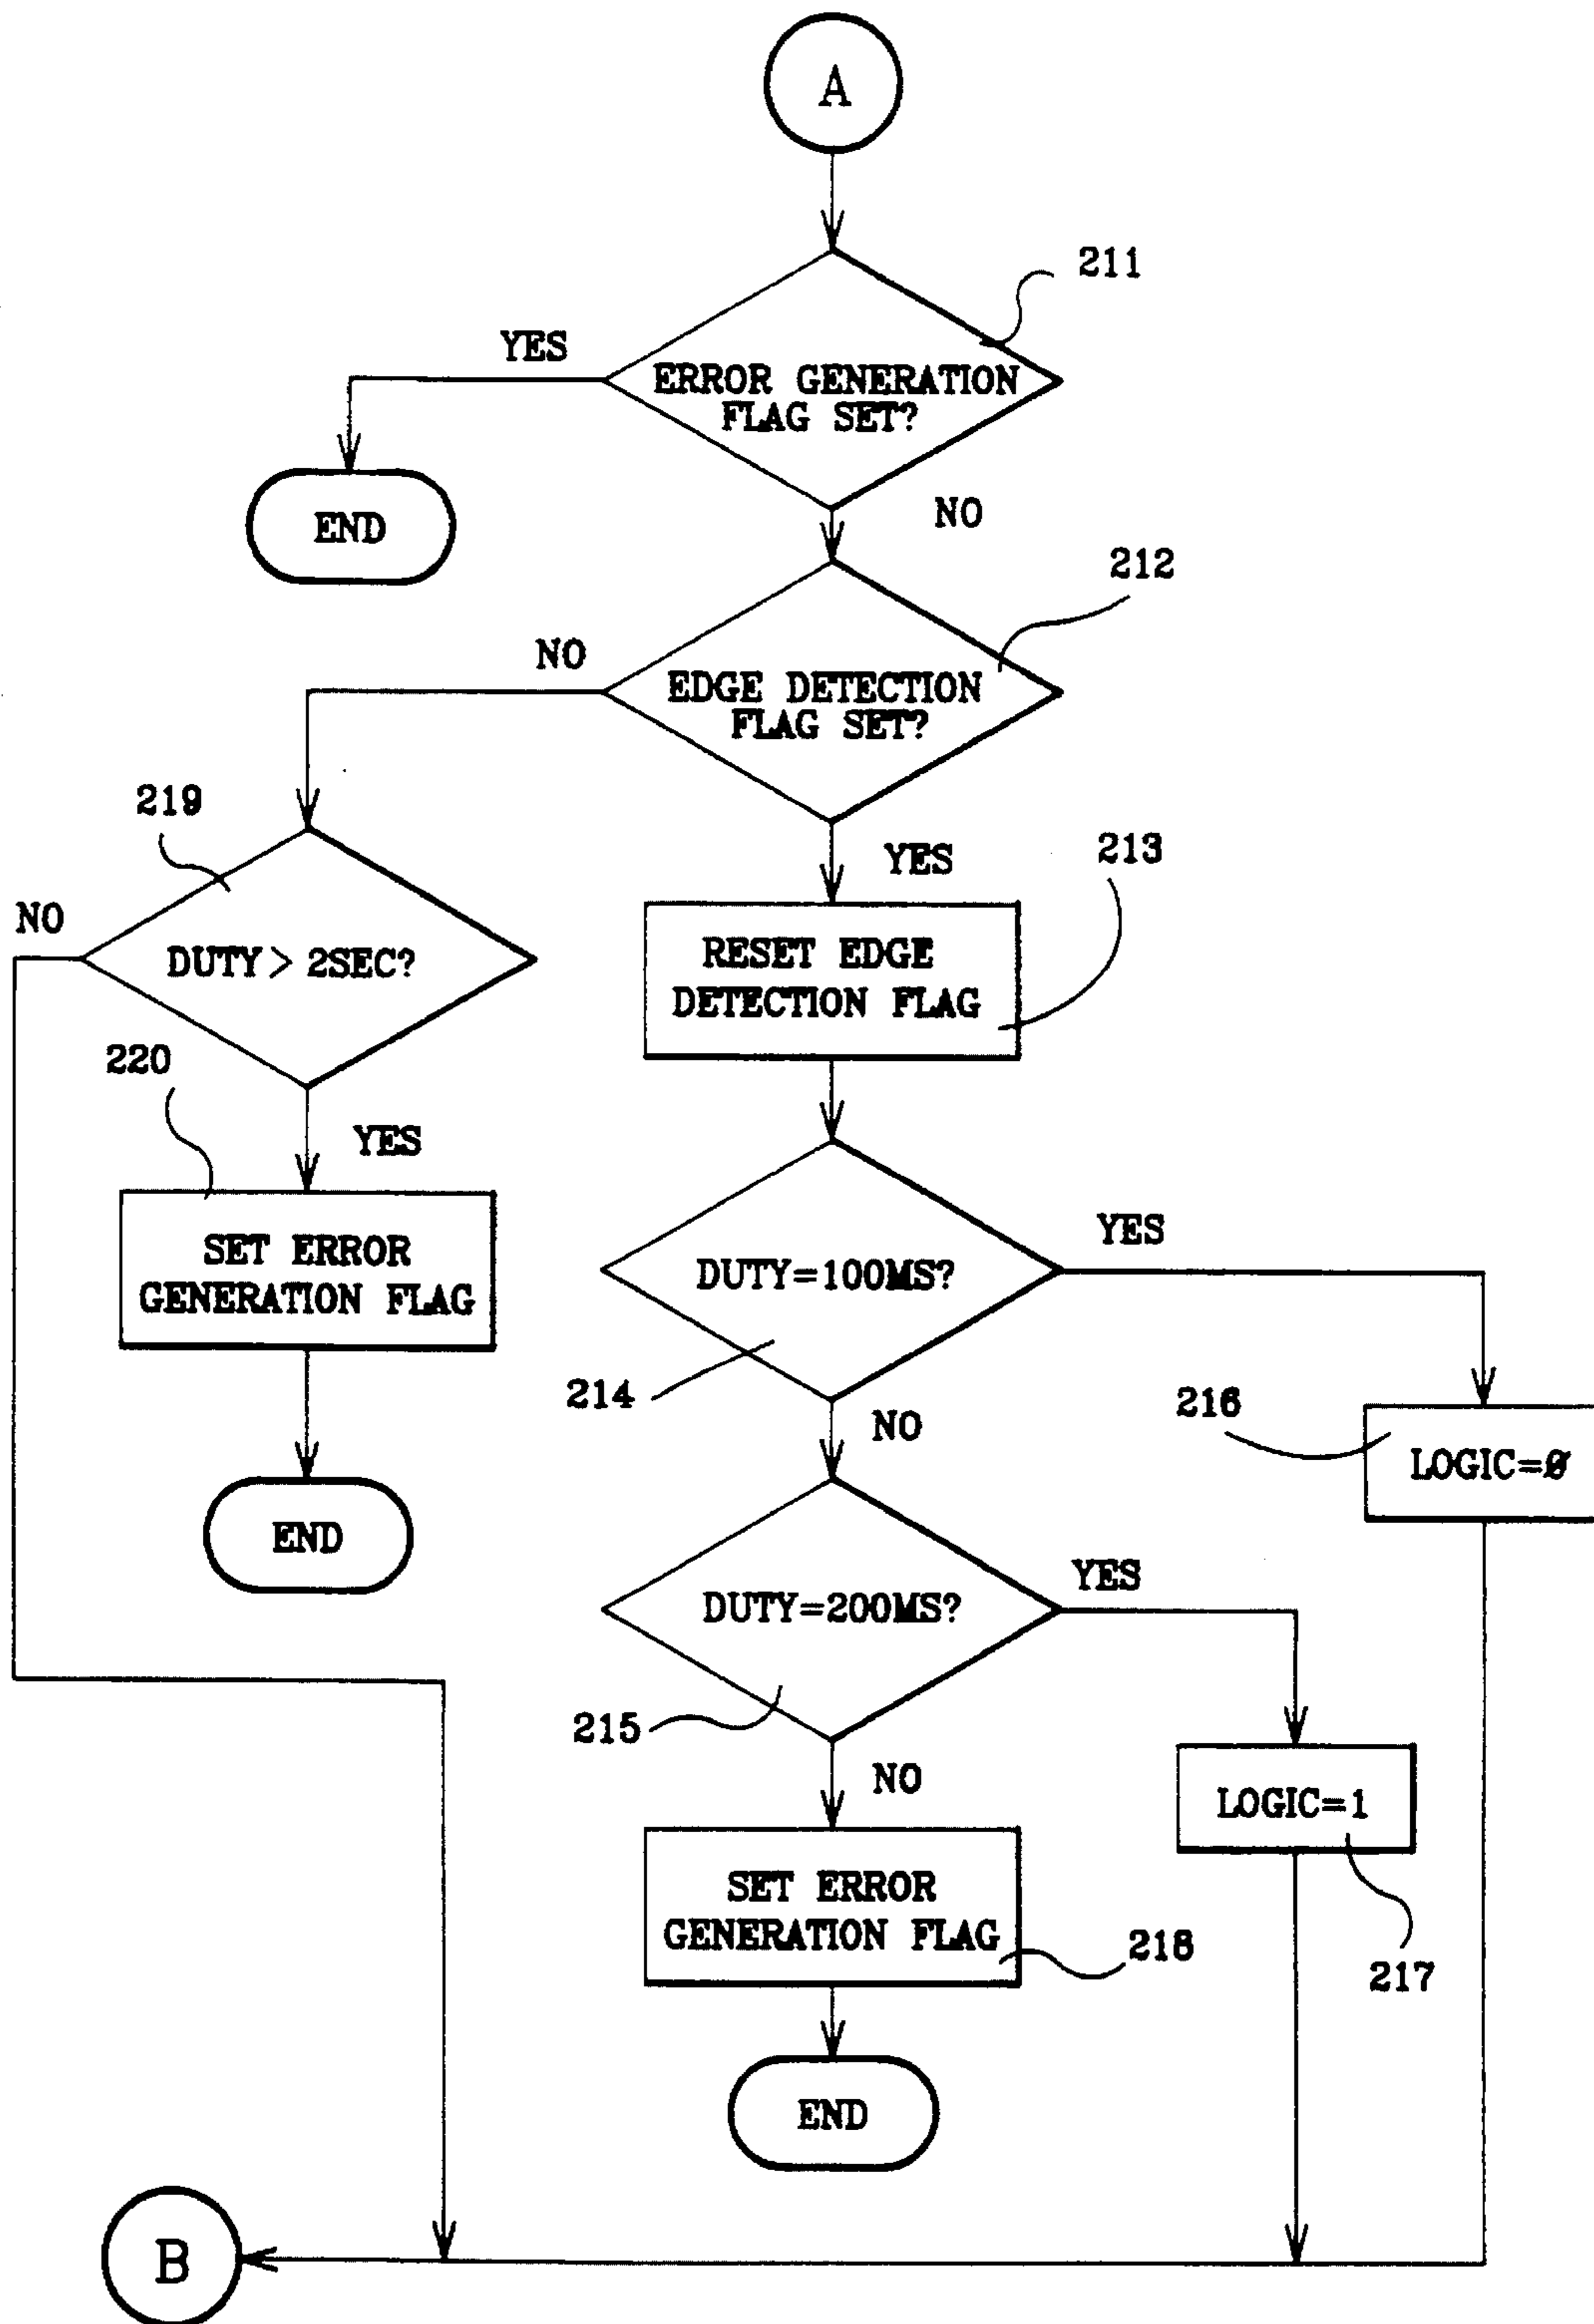 A
211
YES
ERROR GENERATION
FLAG SET?
END
NO
212
NO
EDGE DETECTION
FLAG SET?
219
YES
213
NO
DUTY > 2SEC?
RESET EDGE
DETECTION FLAG
220
YES
SET ERROR
GENERATION FLAG
YES
DUTY=100MS?
214
NO
216
LOGIC=0
END
YES
DUTY=200MS?
215
NO
LOGIC=1
SET ERROR
GENERATION FLAG
218
217
END
B